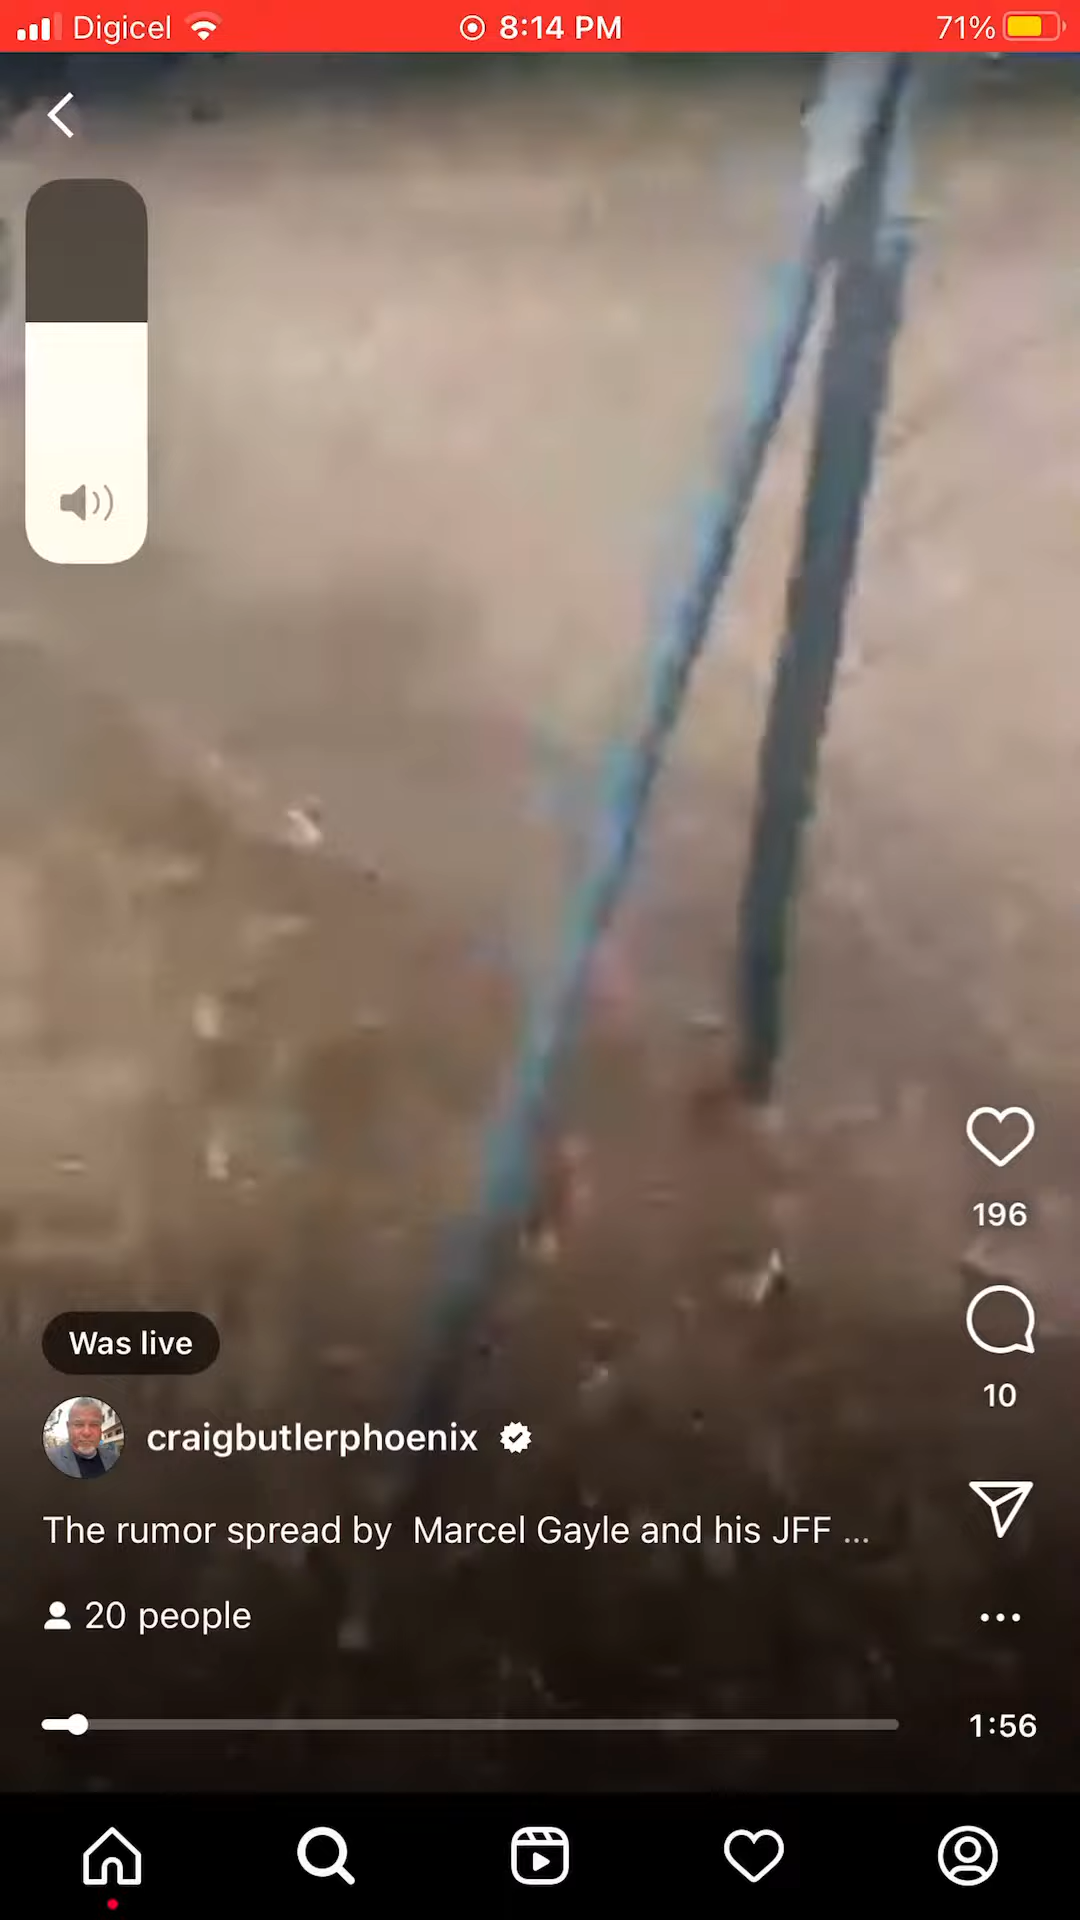 Digicel 8:14 PM 71%
196
Was live
10
craigbutlerphoenix
The rumor spread by Marcel Gayle and his JFF ...
20 people
1:56